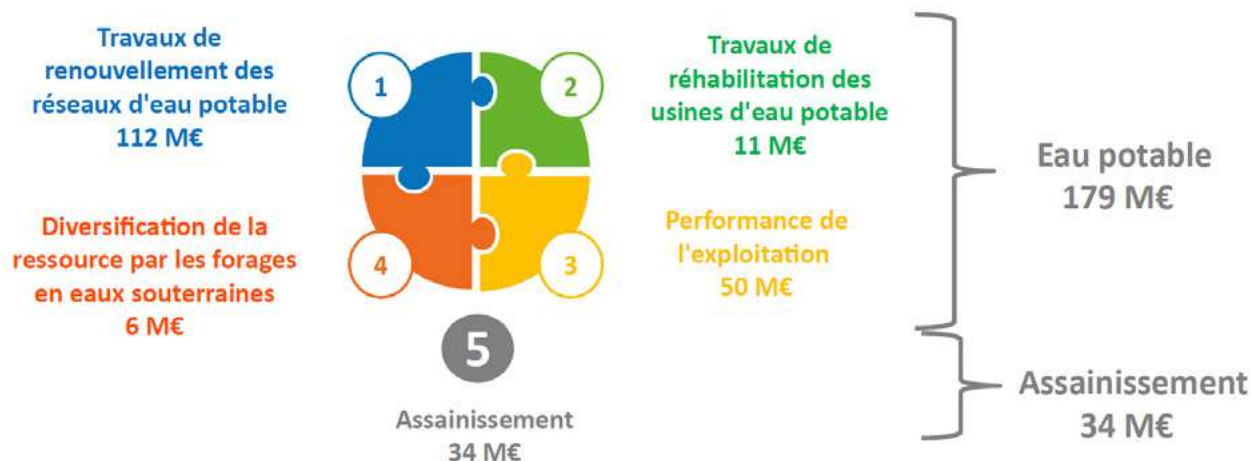 Travaux de
renouvellement des
réseaux d'eau potable
112 M€
1
2
Travaux de
réhabilitation des
usines d'eau potable
11 M€
Diversification de la
ressource par les forages
en eaux souterraines
6 M€
4
3
Performance de
l'exploitation
50 M€
5
Assainissement
34 M€
Eau potable
179 M€
Assainissement
34 M€